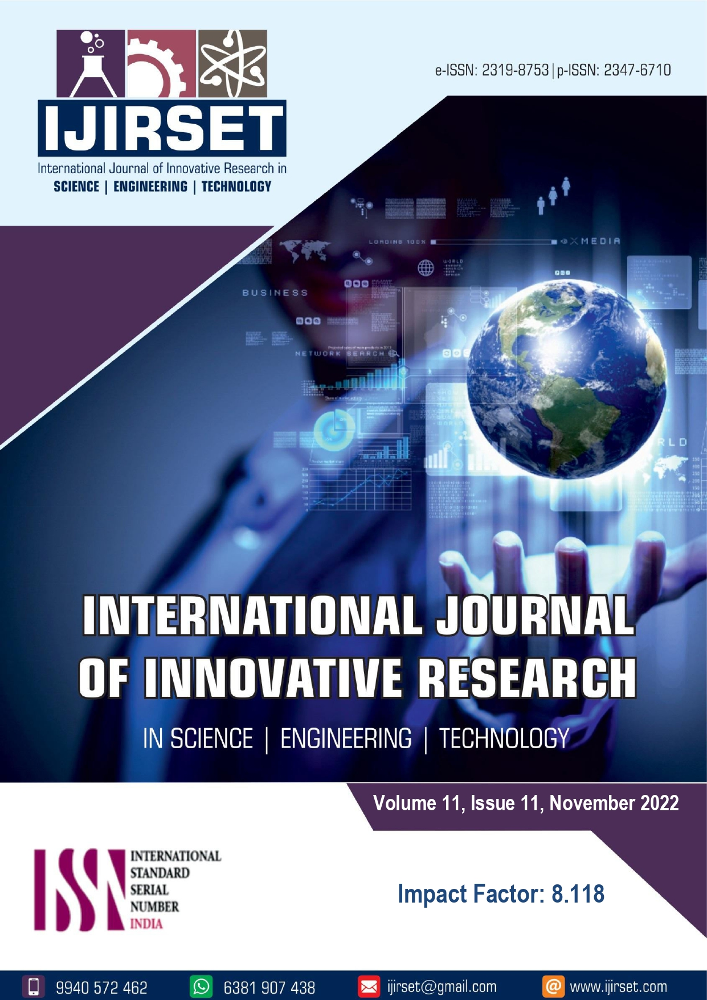 e-ISSN: 2319-8753|p-ISSN: 2347-6710
IJIRSET
International Journal of Innovative Research in
SCIENCE | ENGINEERING | TECHNOLOGY
LOADING 100%
MEDIA
WORLD
BUSINESS
NETWORK SEARCH
RLD
INTERNATIONAL JOURNAL
OF INNOVATIVE RESEARCH
IN SCIENCE | ENGINEERING | TECHNOLOGY
Volume 11, Issue 11, November 2022
ISSN
INTERNATIONAL
STANDARD
SERIAL
NUMBER
INDIA
Impact Factor: 8.118
9940 572 462
6381 907 438
ijirset@gmail.com
www.ijirset.com